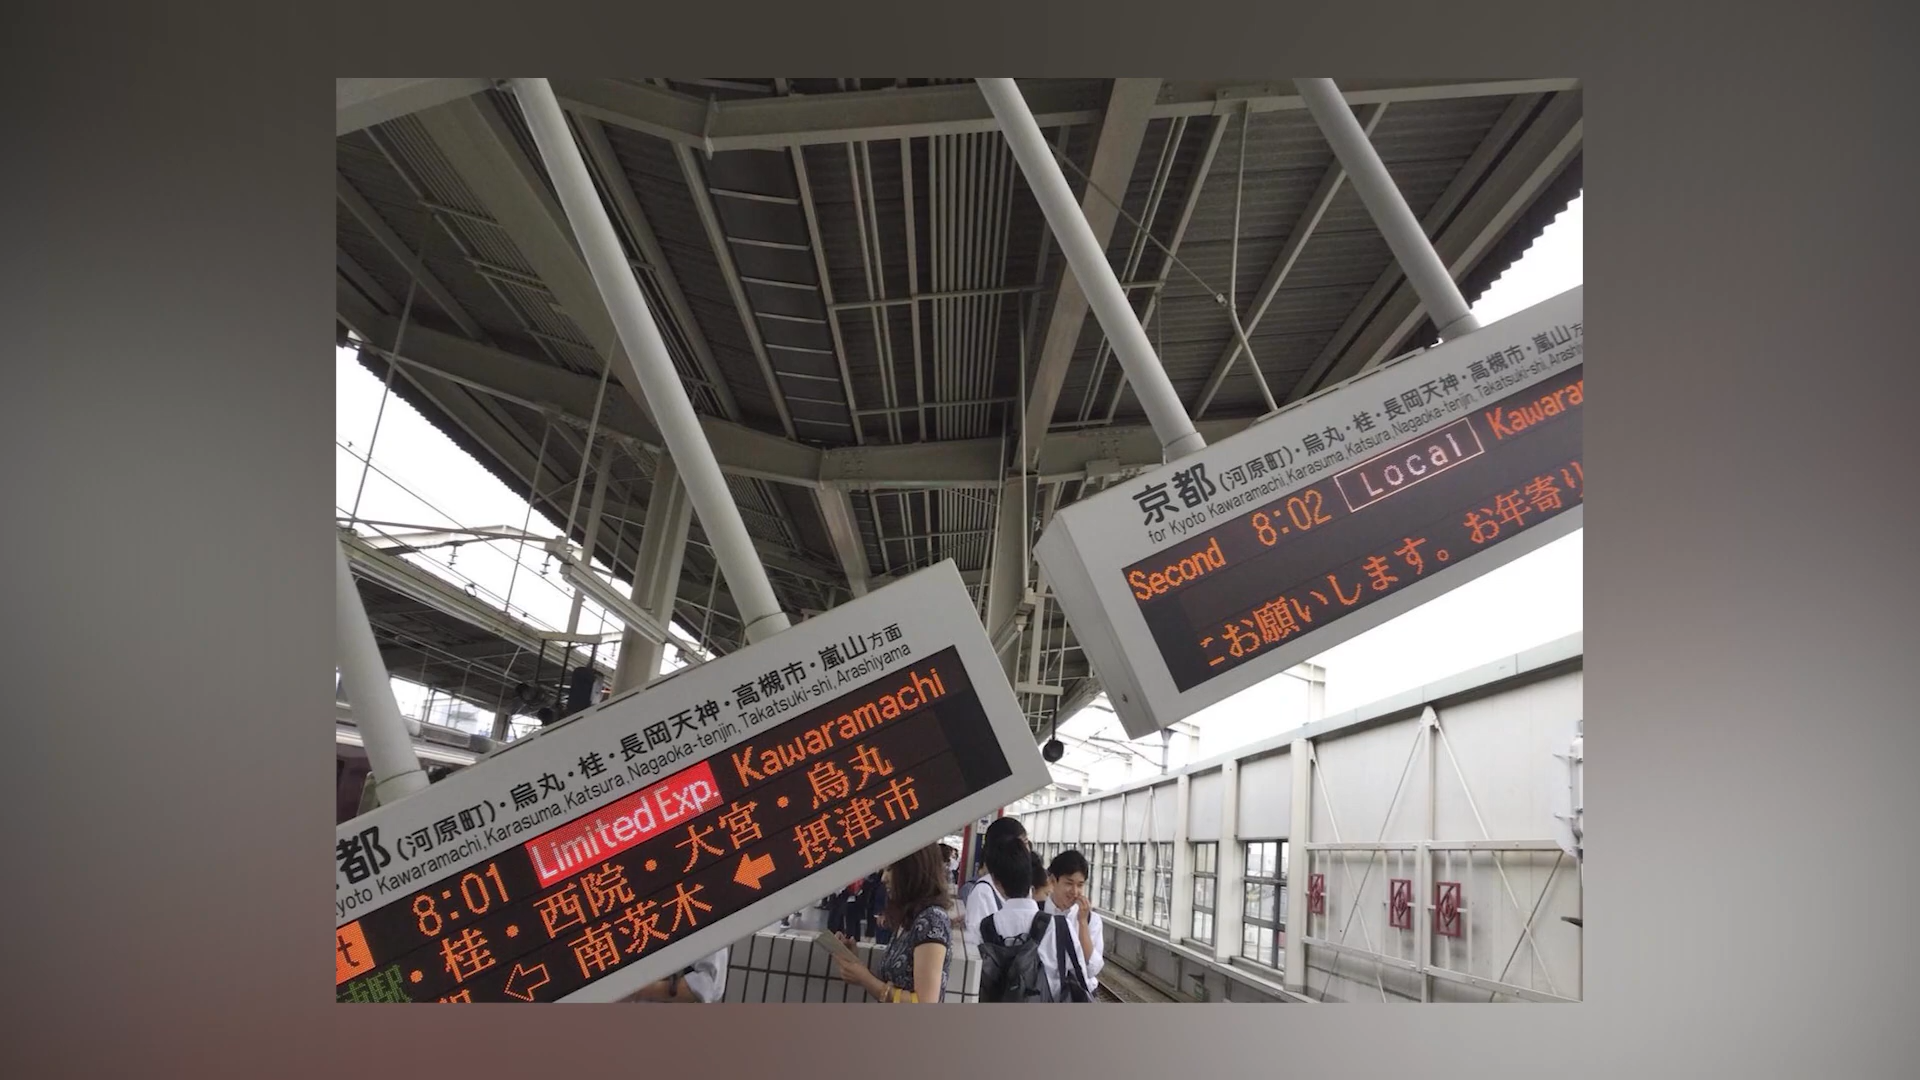 都(河原町)・烏丸・桂・長岡天神・高槻市・嵐山方面
yoto Kawaramachi,Karasuma,Katsura,Nagaoka-tenjin,Takatsuki-shi,Arashiyama
t 8:01 Limited Exp. Kawaramachi
・桂・西院・大宮・烏丸
⇦ 南茨木 ⬅ 摂津市
京都(河原町)・烏丸・桂・長岡天神・高槻市・嵐山方
for Kyoto Kawaramachi,Karasuma,Katsura,Nagaoka-tenjin,Takatsuki-shi,Arashi
Second 8:02 Local Kawara
にお願いします。お年寄り